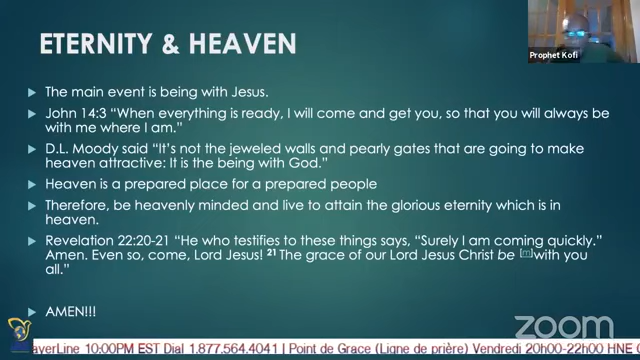 Prophet Kofi
ETERNITY & HEAVEN
The main event is being with Jesus.
John 14:3 “When everything is ready, I will come and get you, so that you will always be
with me where I am.”
D.L. Moody said “It’s not the jeweled walls and pearly gates that are going to make
heaven attractive: It is the being with God.”
Heaven is a prepared place for a prepared people
Therefore, be heavenly minded and live to attain the glorious eternity which is in
heaven.
Revelation 22:20-21 “He who testifies to these things says, “Surely I am coming quickly.”
Amen. Even so, come, Lord Jesus! 21 The grace of our Lord Jesus Christ be [m]with you
all.”
AMEN!!!
zoom
ayerLine 10:00PM EST Dial 1.877.564.4041 | Point de Grace (Ligne de prière) Vendredi 20h00-22h00 HNE